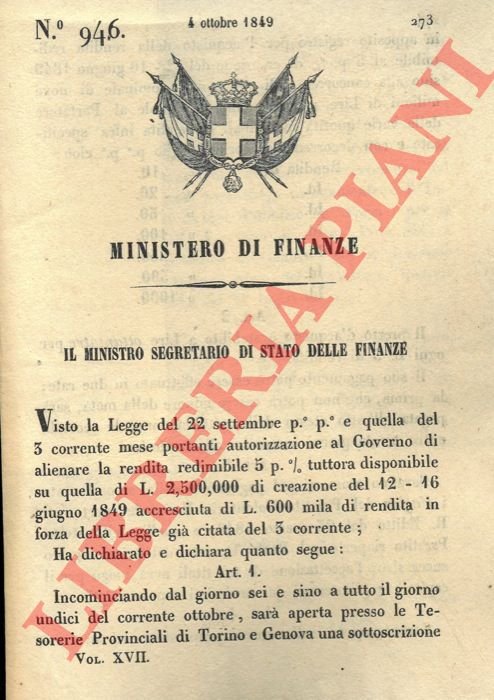 N.º 946.
4 ottobre 1849
273
MINISTERO DI FINANZE
IL MINISTRO SEGRETARIO DI STATO DELLE FINANZE
Visto la Legge del 22 settembre p.º p.º e quella del
3 corrente mese portanti autorizzazione al Governo di
alienare la rendita redimibile 5 p. % tuttora disponibile
su quella di L. 2,500,000 di creazione del 12 - 16
giugno 1849 accresciuta di L. 600 mila di rendita in
forza della Legge già citata del 3 corrente ;
Ha dichiarato e dichiara quanto segue :
Art. 1.
Incominciando dal giorno sei e sino a tutto il giorno
undici del corrente ottobre , sarà aperta presso le Te-
sorerie Provinciali di Torino e Genova una sottoscrizione
VOL. XVII.
LIBRERIA PIANI